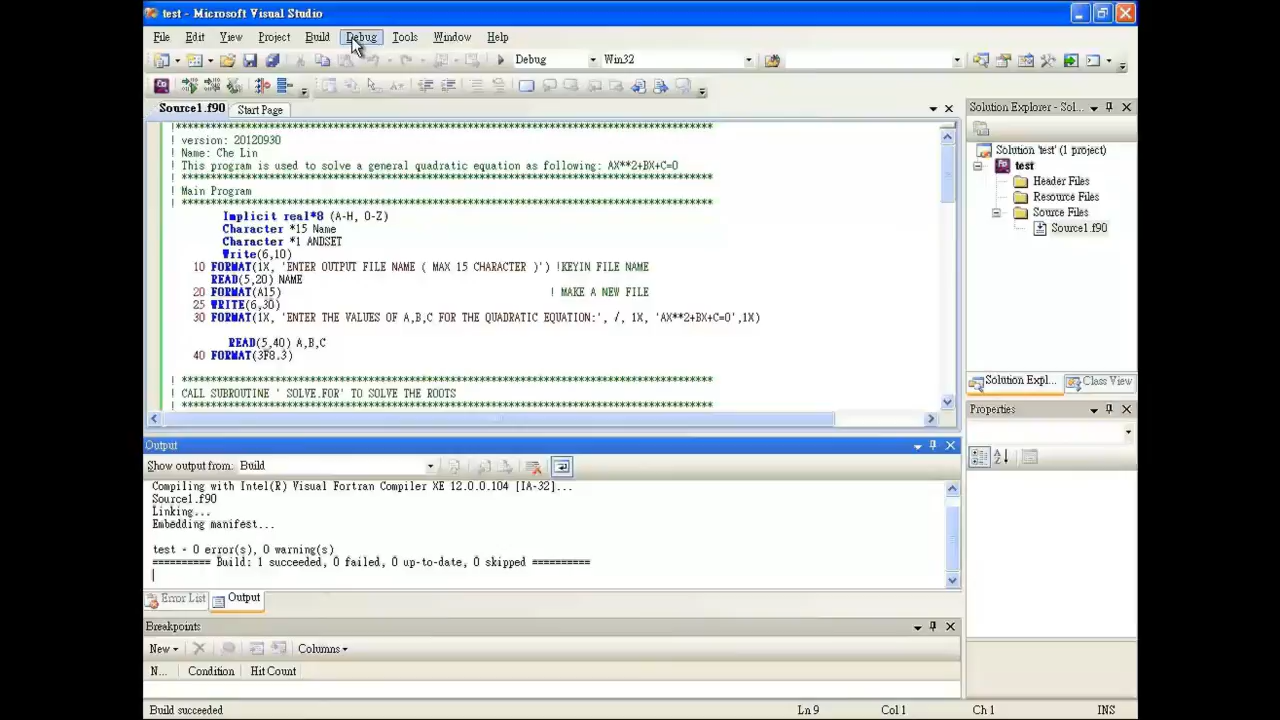 test - Microsoft Visual Studio
File Edit View Project Build Debug Tools Window Help
Debug Win32
Source1.f90 Start Page
!*******************************************************************************
! version: 20120930
! Name: Che Lin
! This program is used to solve a general quadratic equation as following: AX**2+BX+C=0
!*******************************************************************************
! Main Program
!*******************************************************************************
Implicit real*8 (A-H, O-Z)
Character *15 Name
Character *1 ANDSET
Write(6,10)
10 FORMAT(1X, 'ENTER OUTPUT FILE NAME ( MAX 15 CHARACTER )') !KEYIN FILE NAME
READ(5,20) NAME
20 FORMAT(A15) ! MAKE A NEW FILE
25 WRITE(6,30)
30 FORMAT(1X, 'ENTER THE VALUES OF A,B,C FOR THE QUADRATIC EQUATION:', /, 1X, 'AX**2+BX+C=0',1X)
READ(5,40) A,B,C
40 FORMAT(3F8.3)
!*******************************************************************************
! CALL SUBROUTINE ' SOLVE.FOR' TO SOLVE THE ROOTS
!*******************************************************************************
Solution Explorer - Sol...
Solution 'test' (1 project)
test
Header Files
Resource Files
Source Files
Source1.f90
Solution Expl... Class View
Properties
Output
Show output from: Build
Compiling with Intel(R) Visual Fortran Compiler XE 12.0.0.104 [IA-32]...
Source1.f90
Linking...
Embedding manifest...
test - 0 error(s), 0 warning(s)
========== Build: 1 succeeded, 0 failed, 0 up-to-date, 0 skipped ==========
Error List Output
Breakpoints
New Columns
N... Condition Hit Count
Build succeeded Ln 9 Col 1 Ch 1 INS